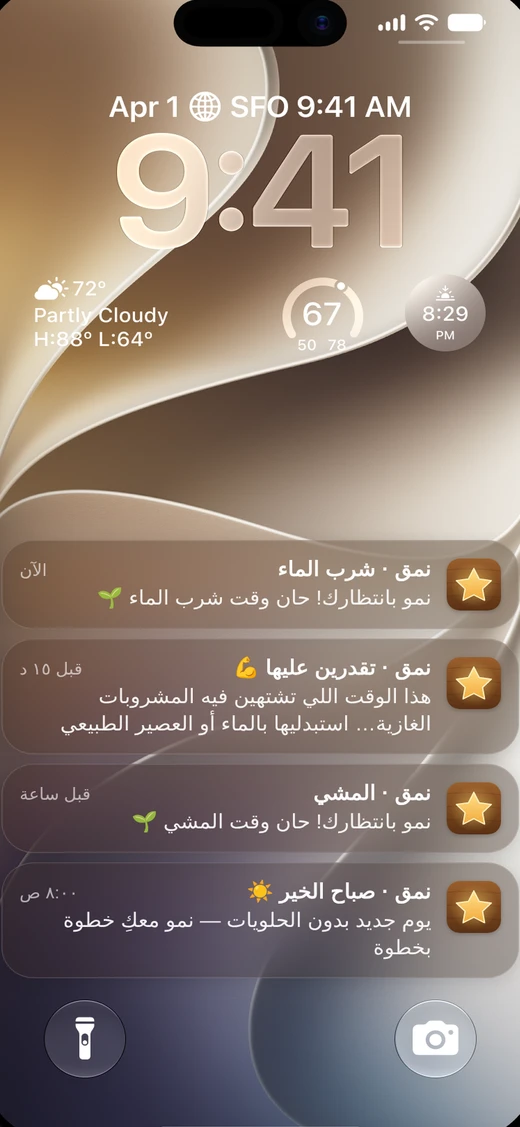 Apr 1 SFO 9:41 AM
9:41
72°
Partly Cloudy
H:88° L:64°
67
50 78
8:29
PM
نمق · شرب الماء
الآن
نمو بانتظارك! حان وقت شرب الماء 🌱
نمق · تقدرين عليها 💪
قبل ١٥ د
هذا الوقت اللي تشتهين فيه المشروبات
الغازية... استبدليها بالماء أو العصير الطبيعي
نمق · المشي
قبل ساعة
نمو بانتظارك! حان وقت المشي 🌱
نمق · صباح الخير ☀️
٨:٠٠ ص
يوم جديد بدون الحلويات — نمو معكِ خطوة
بخطوة